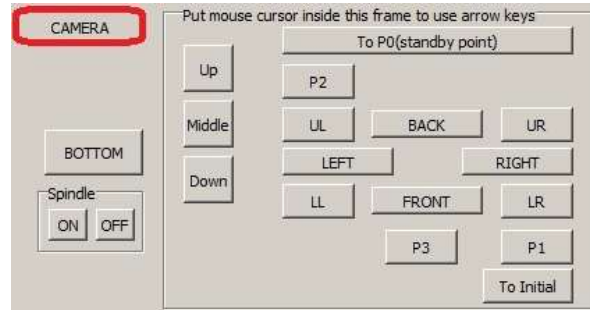 CAMERA
Put mouse cursor inside this frame to use arrow keys
To P0(standby point)
Up
P2
Middle
UL
BACK
UR
BOTTOM
LEFT
RIGHT
Down
Spindle
LL
FRONT
LR
ON
OFF
P3
P1
To Initial